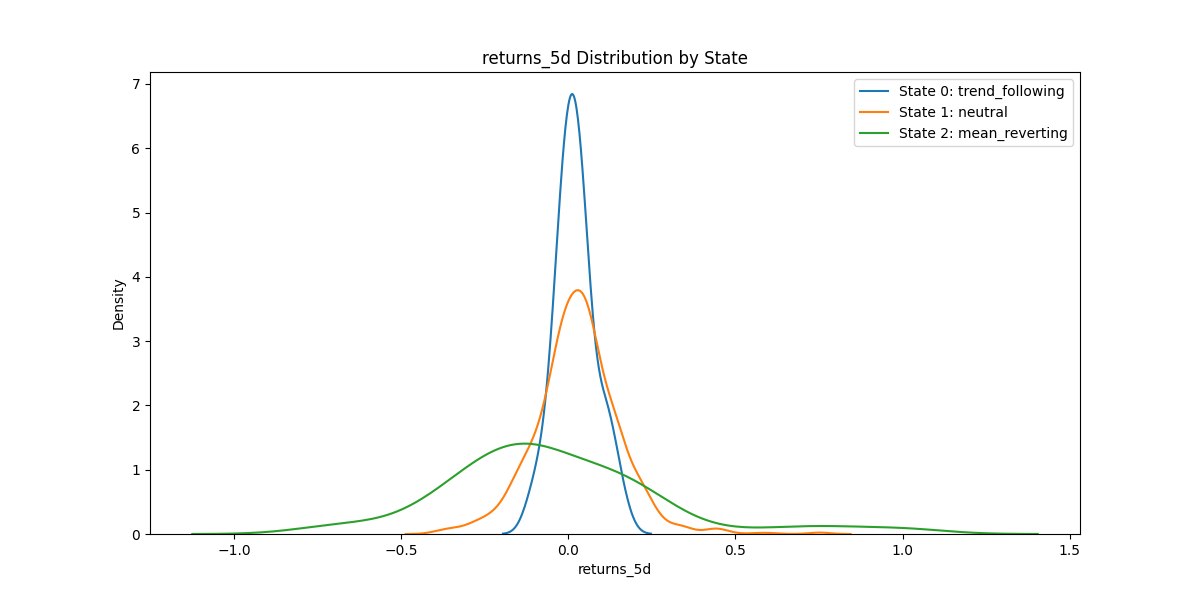 returns_5d Distribution by State
7
6
5
4
3
2
1
0
Density
State 0: trend_following
State 1: neutral
State 2: mean_reverting
−1.0
−0.5
0.0
0.5
1.0
1.5
returns_5d